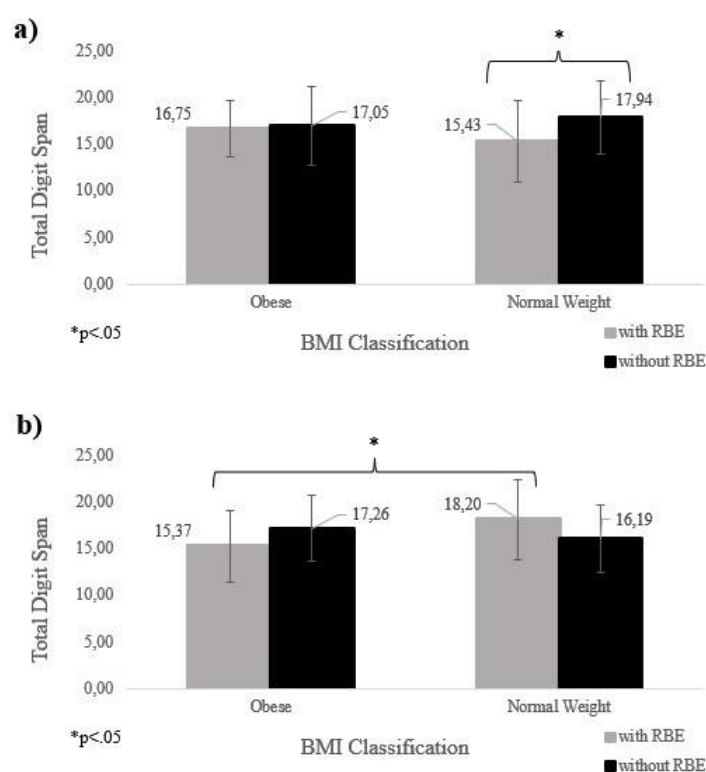 a)
*
25,00
20,00
15,00
10,00
5,00
0,00
Total Digit Span
16,75
17,05
15,43
17,94
Obese
Normal Weight
*p<.05
BMI Classification
with RBE
without RBE
b)
*
25,00
20,00
15,00
10,00
5,00
0,00
Total Digit Span
15,37
17,26
18,20
16,19
Obese
Normal Weight
*p<.05
BMI Classification
with RBE
without RBE